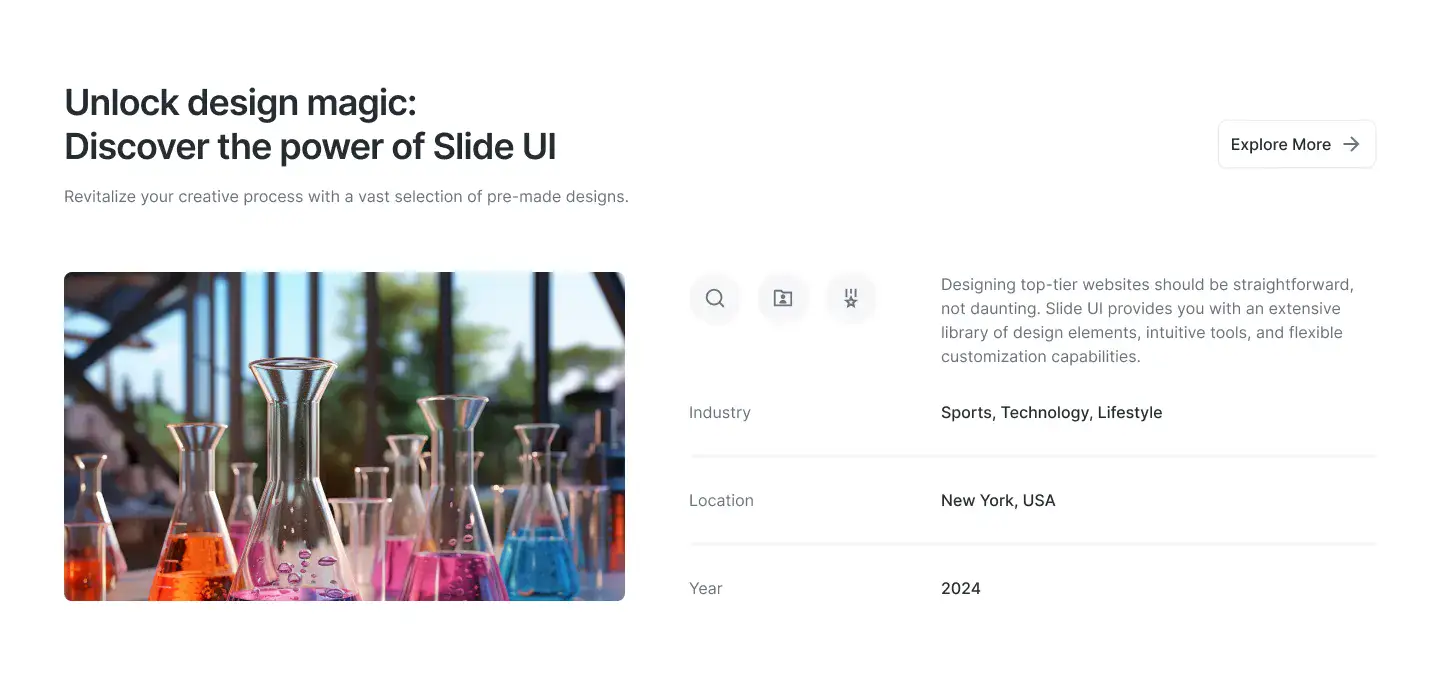 Unlock design magic:
Discover the power of Slide UI
Revitalize your creative process with a vast selection of pre-made designs.
Explore More
Designing top-tier websites should be straightforward,
not daunting. Slide UI provides you with an extensive
library of design elements, intuitive tools, and flexible
customization capabilities.
Industry
Sports, Technology, Lifestyle
Location
New York, USA
Year
2024